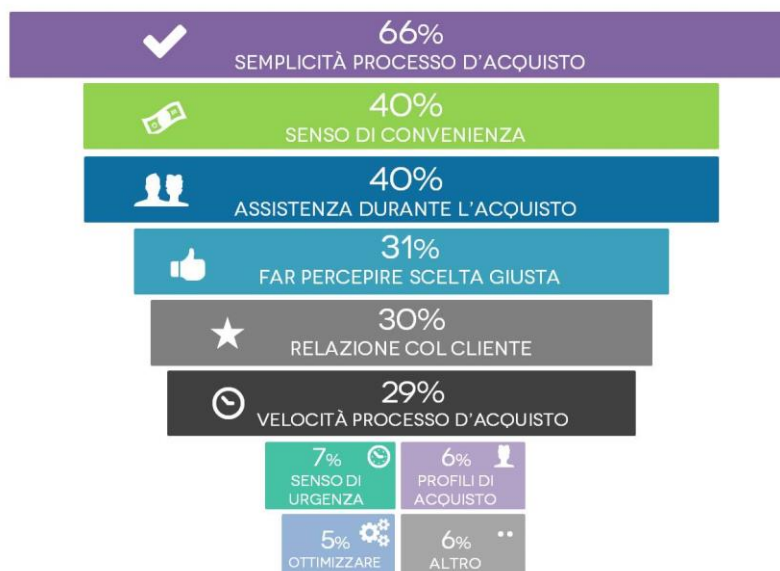 66%
SEMPLICITÀ PROCESSO D'ACQUISTO
40%
SENSO DI CONVENIENZA
40%
ASSISTENZA DURANTE L'ACQUISTO
31%
FAR PERCEPIRE SCELTA GIUSTA
30%
RELAZIONE COL CLIENTE
29%
VELOCITÀ PROCESSO D'ACQUISTO
7%
SENSO DI
URGENZA
6%
PROFILI DI
ACQUISTO
5%
OTTIMIZZARE
6%
ALTRO